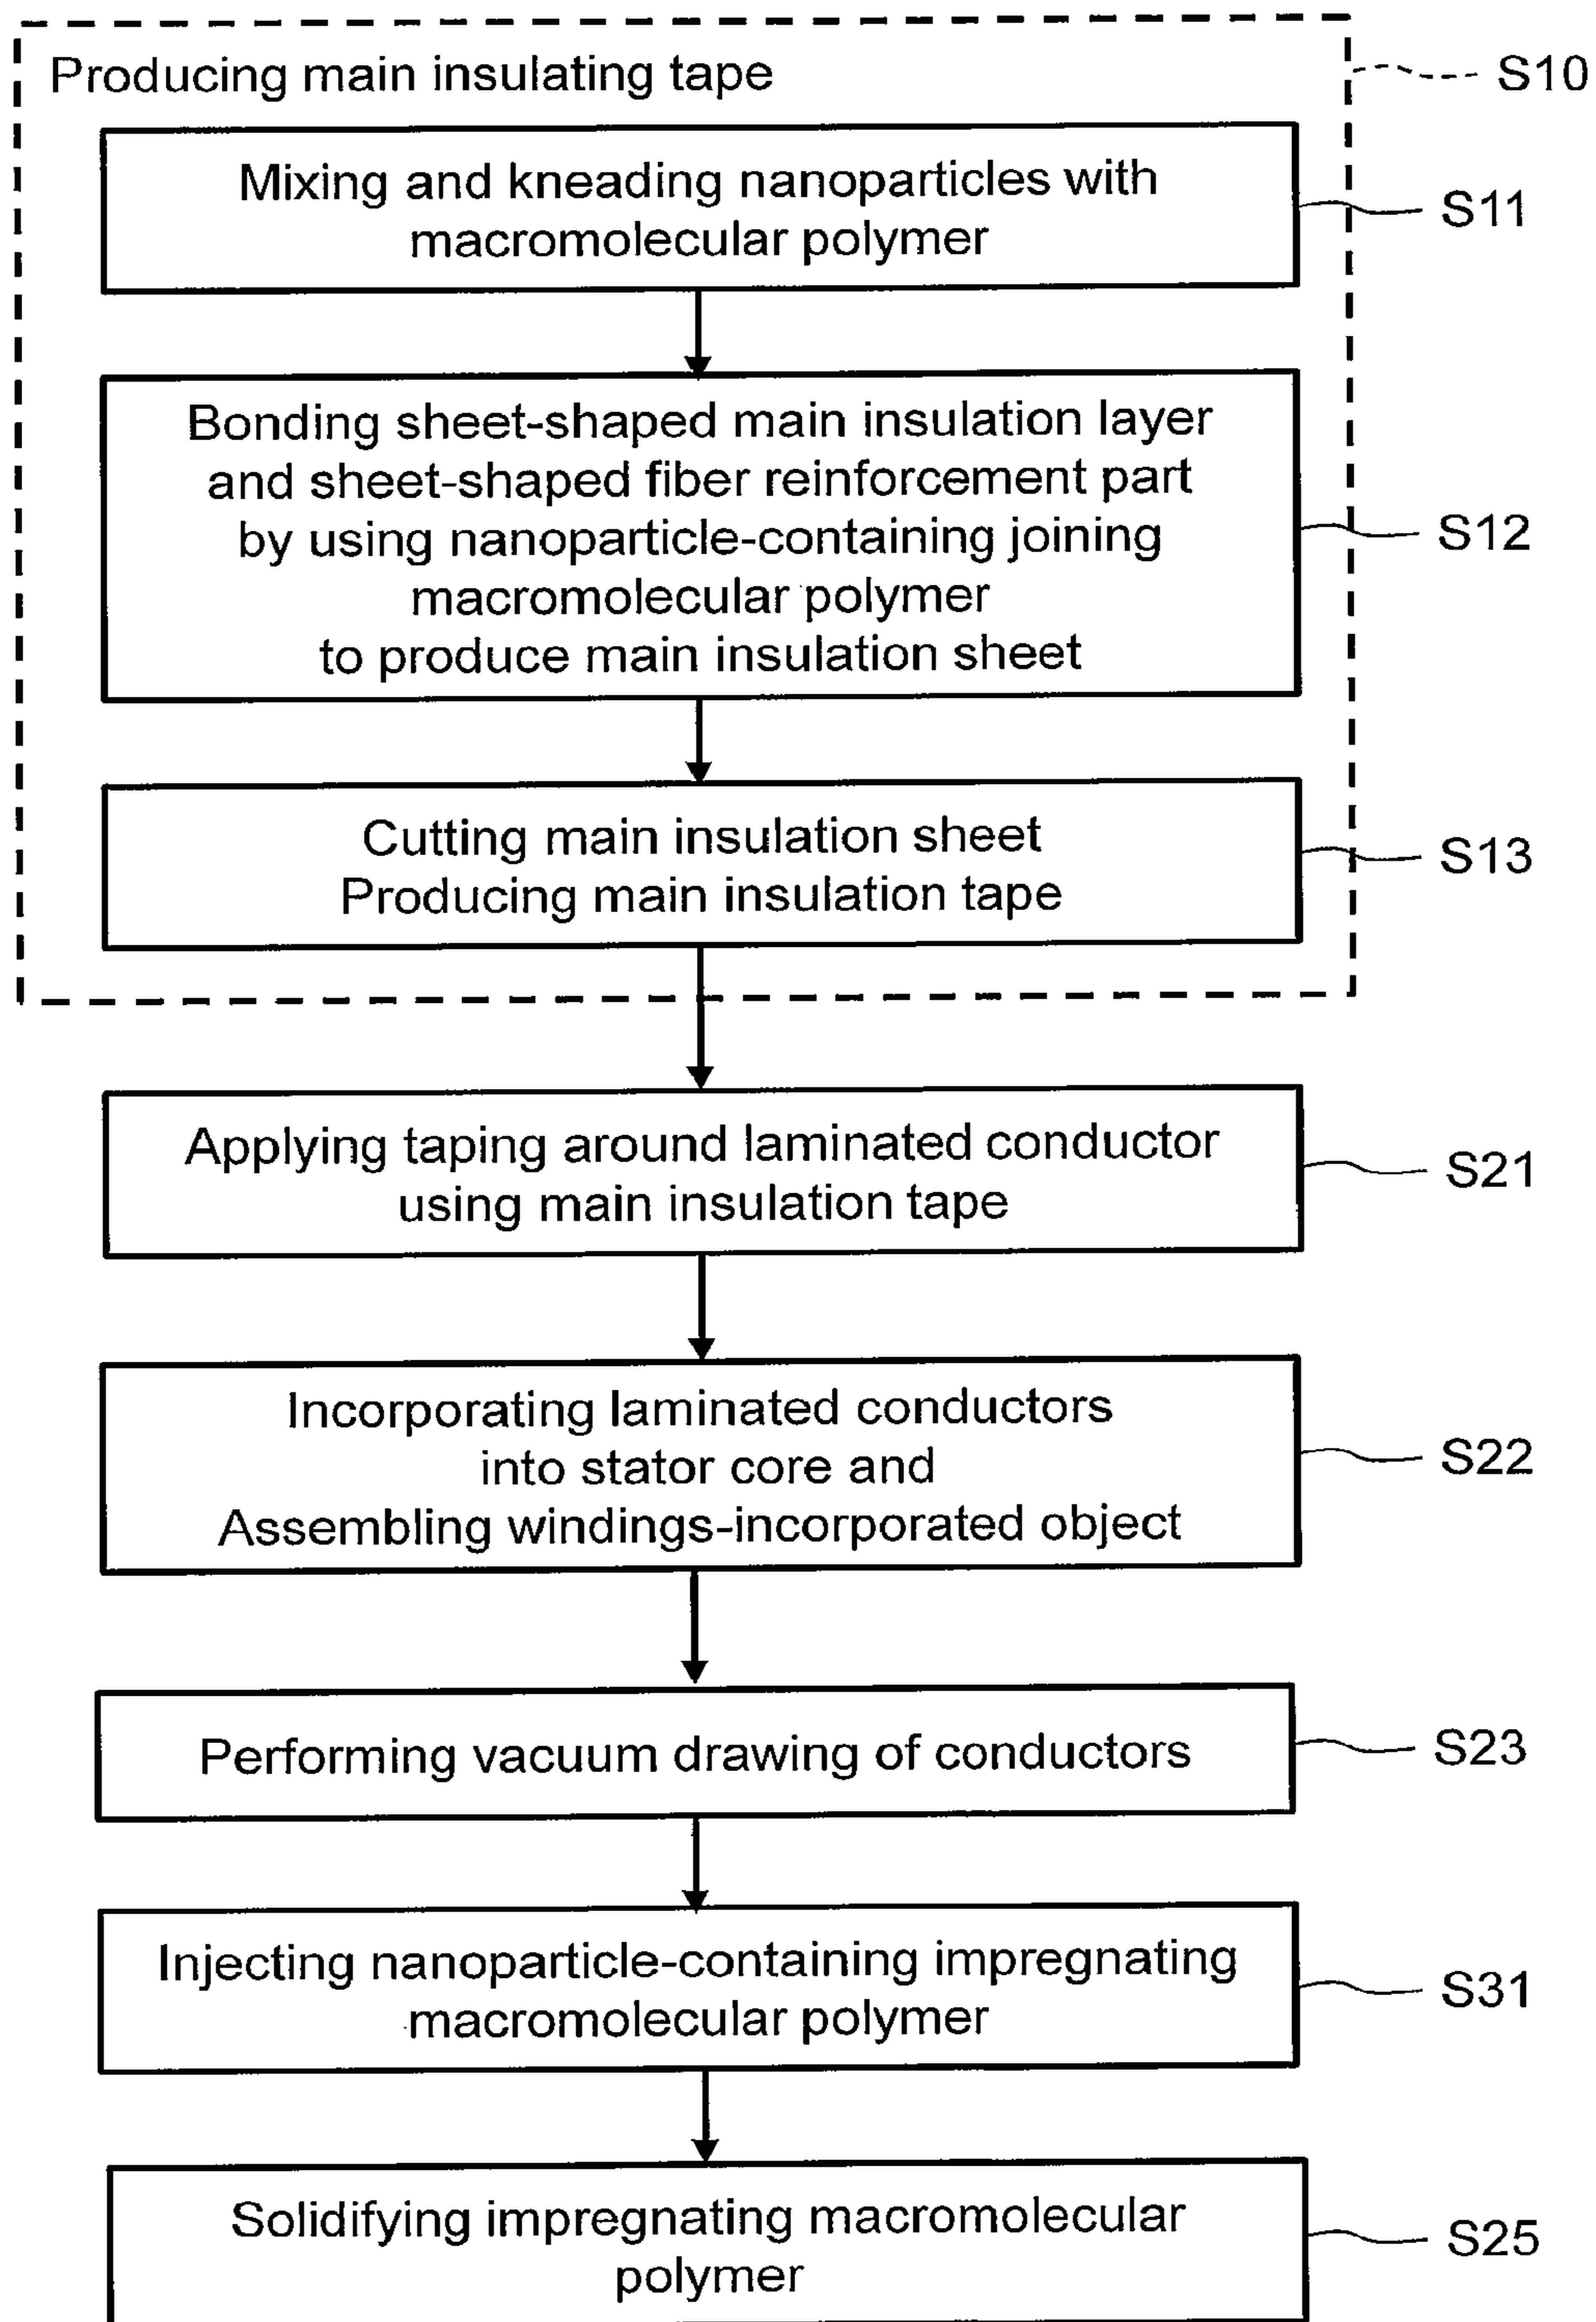 Producing main insulating tape
S10
Mixing and kneading nanoparticles with
macromolecular polymer
S11
Bonding sheet-shaped main insulation layer
and sheet-shaped fiber reinforcement part
by using nanoparticle-containing joining
macromolecular polymer
to produce main insulation sheet
S12
Cutting main insulation sheet
Producing main insulation tape
S13
Applying taping around laminated conductor
using main insulation tape
S21
Incorporating laminated conductors
into stator core and
Assembling windings-incorporated object
S22
Performing vacuum drawing of conductors
S23
Injecting nanoparticle-containing impregnating
macromolecular polymer
S31
Solidifying impregnating macromolecular
polymer
S25